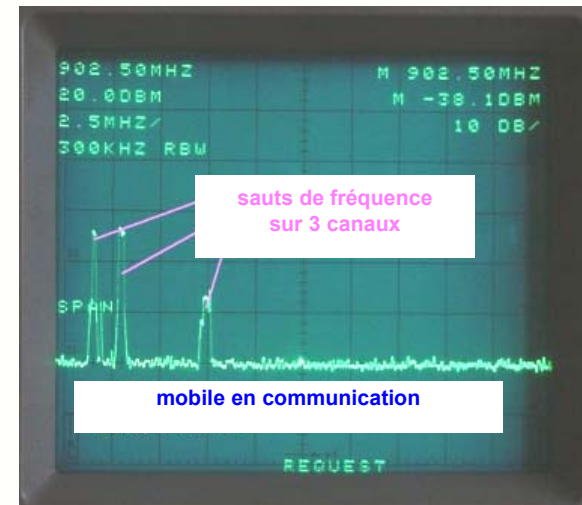 902.50MHZ
M 902.50MHZ
20.0DBM
M -38.1DBM
2.5MHZ/
10 DB/
300KHZ RBW
sauts de fréquence
sur 3 canaux
SPAN
mobile en communication
REQUEST